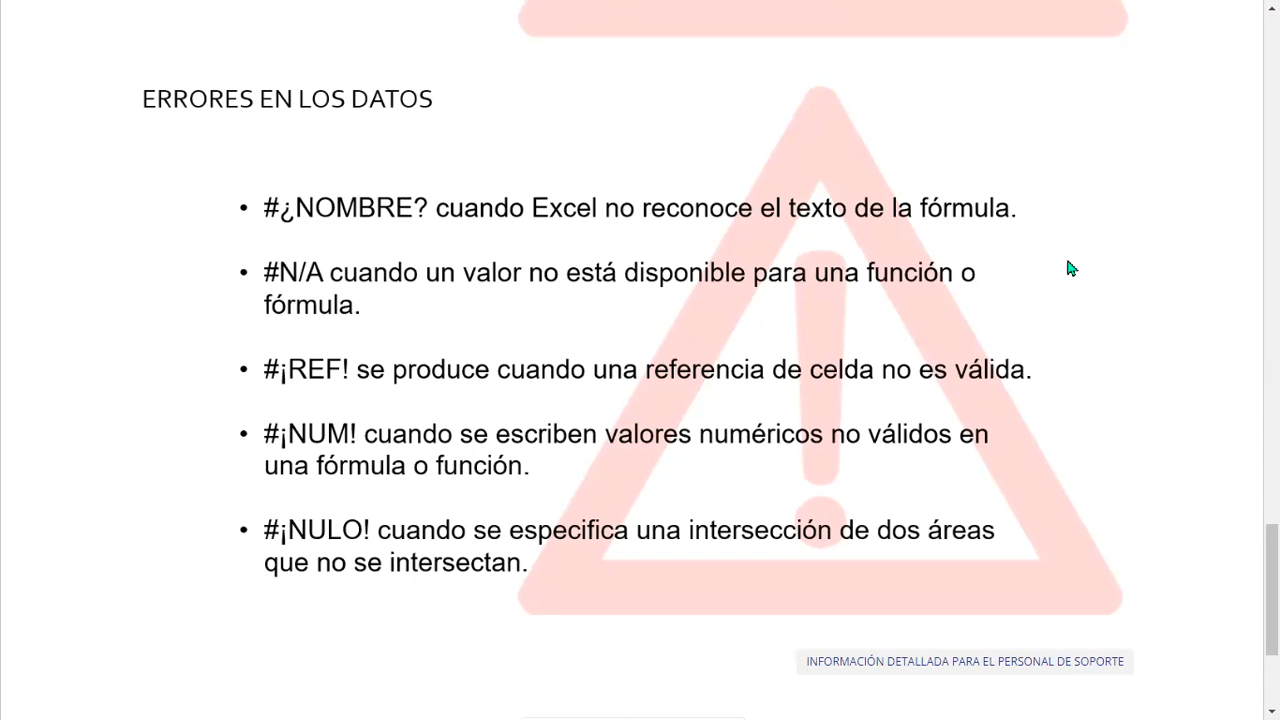 ERRORES EN LOS DATOS
• #¿NOMBRE? cuando Excel no reconoce el texto de la fórmula.
• #N/A cuando un valor no está disponible para una función o
fórmula.
• #¡REF! se produce cuando una referencia de celda no es válida.
• #¡NUM! cuando se escriben valores numéricos no válidos en
una fórmula o función.
• #¡NULO! cuando se especifica una intersección de dos áreas
que no se intersectan.
INFORMACIÓN DETALLADA PARA EL PERSONAL DE SOPORTE